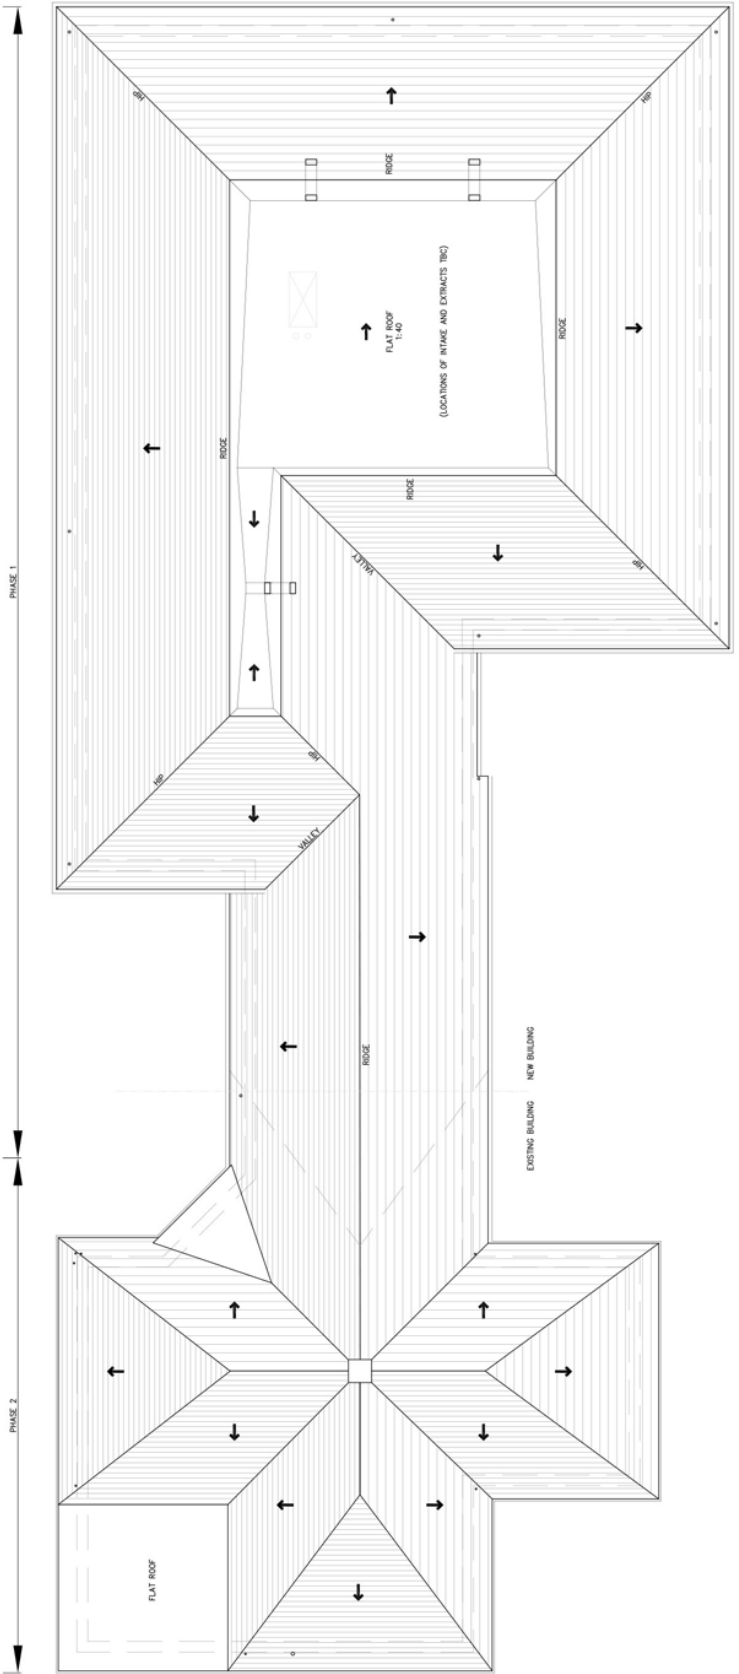 HIP
HIP
RIDGE
FLAT ROOF
1:40
(LOCATIONS OF INTAKE AND EXTRACTS TBC)
RIDGE
RIDGE
RIDGE
VALLEY
HIP
PHASE 1
HIP
HIP
VALLEY
RIDGE
NEW BUILDING
EXISTING BUILDING
PHASE 2
FLAT ROOF